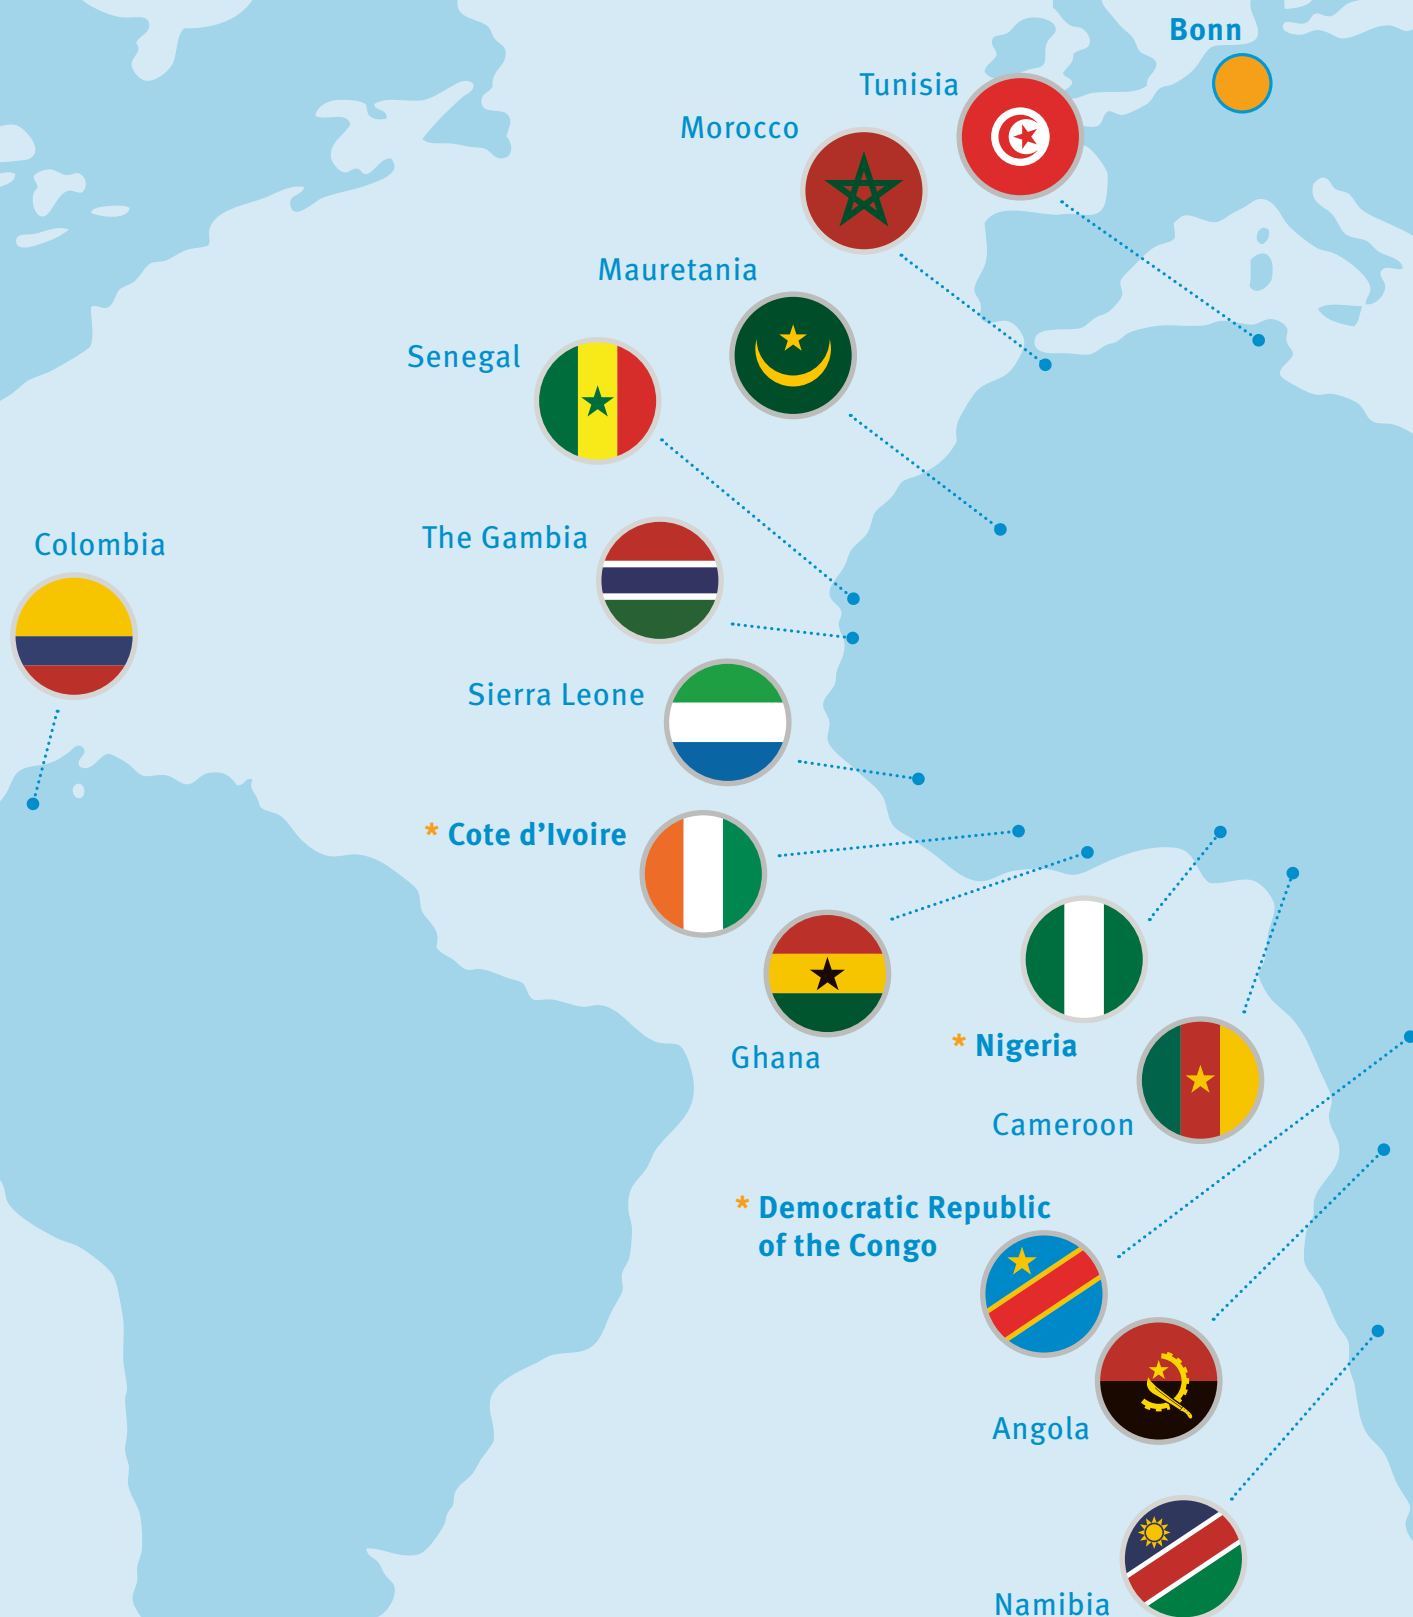 Bonn
Tunisia
Morocco
Mauretania
Senegal
The Gambia
Colombia
Sierra Leone
* Cote d’Ivoire
Ghana
* Nigeria
Cameroon
* Democratic Republic
of the Congo
Angola
Namibia